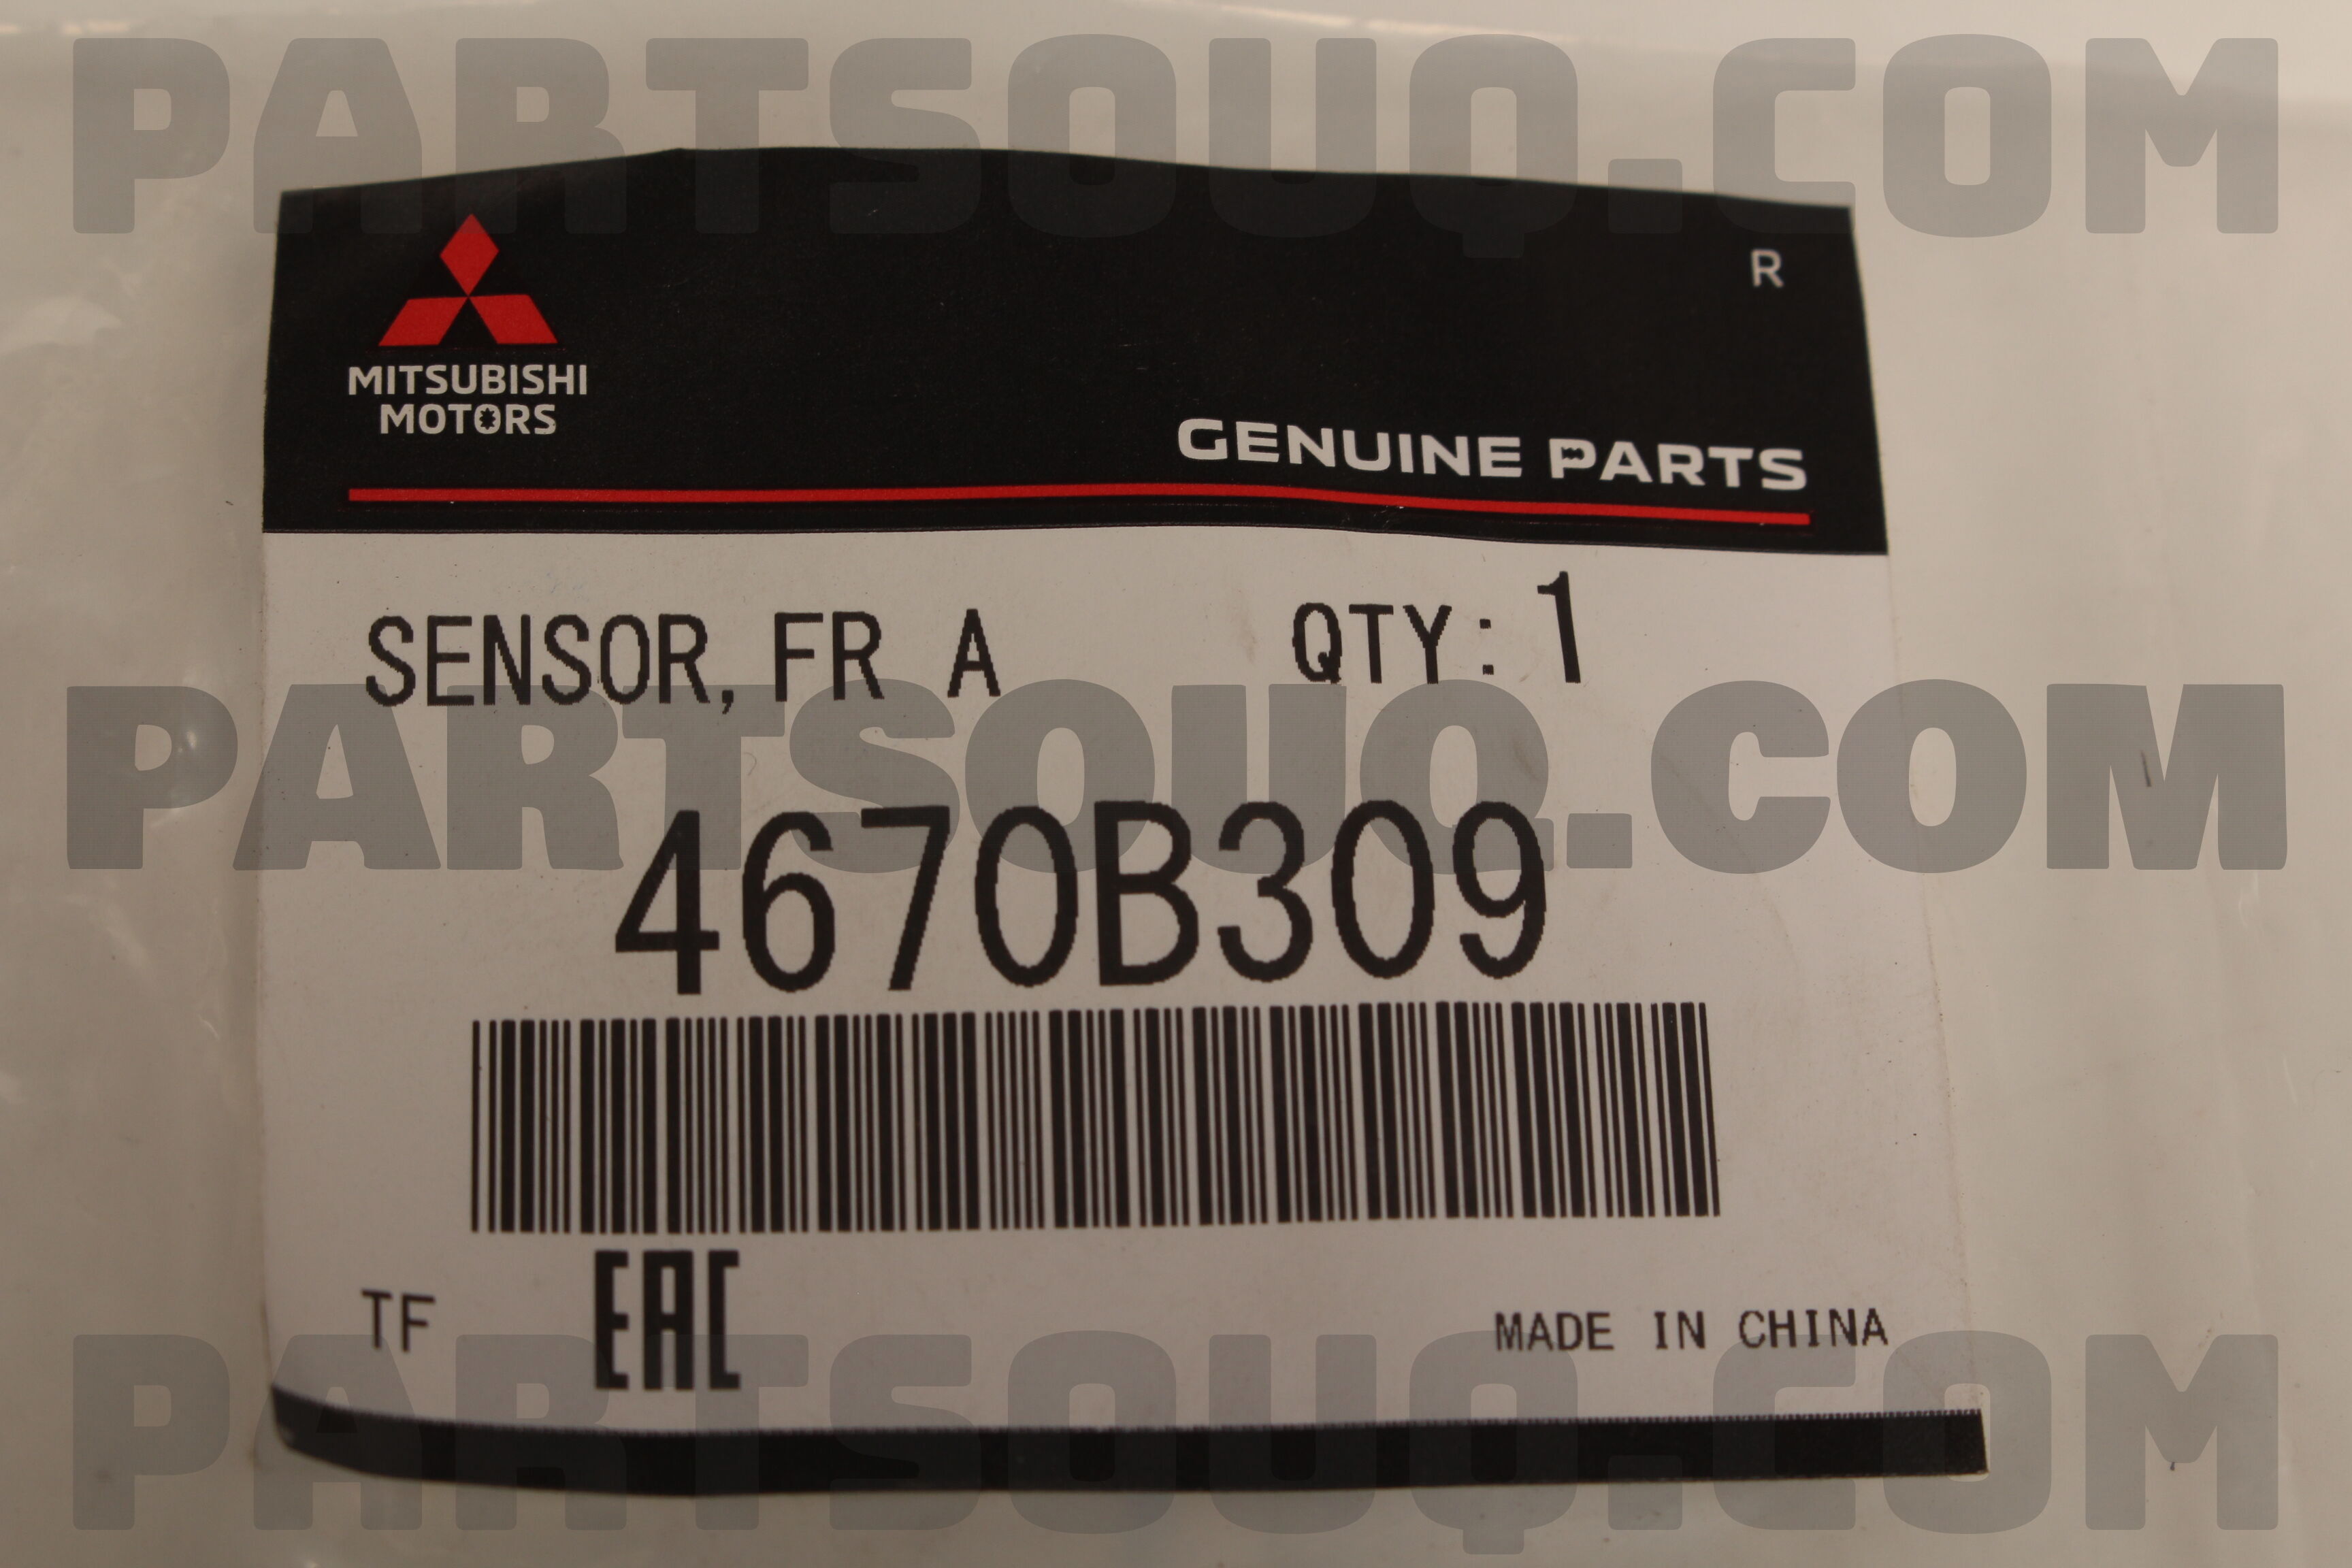 PARTSOUQ.COM
R
MITSUBISHI
MOTORS
GENUINE PARTS
SENSOR, FR A QTY: 1
PARTSOUQ.COM
4670B309
TF EAC MADE IN CHINA
PARTSOUQ.COM